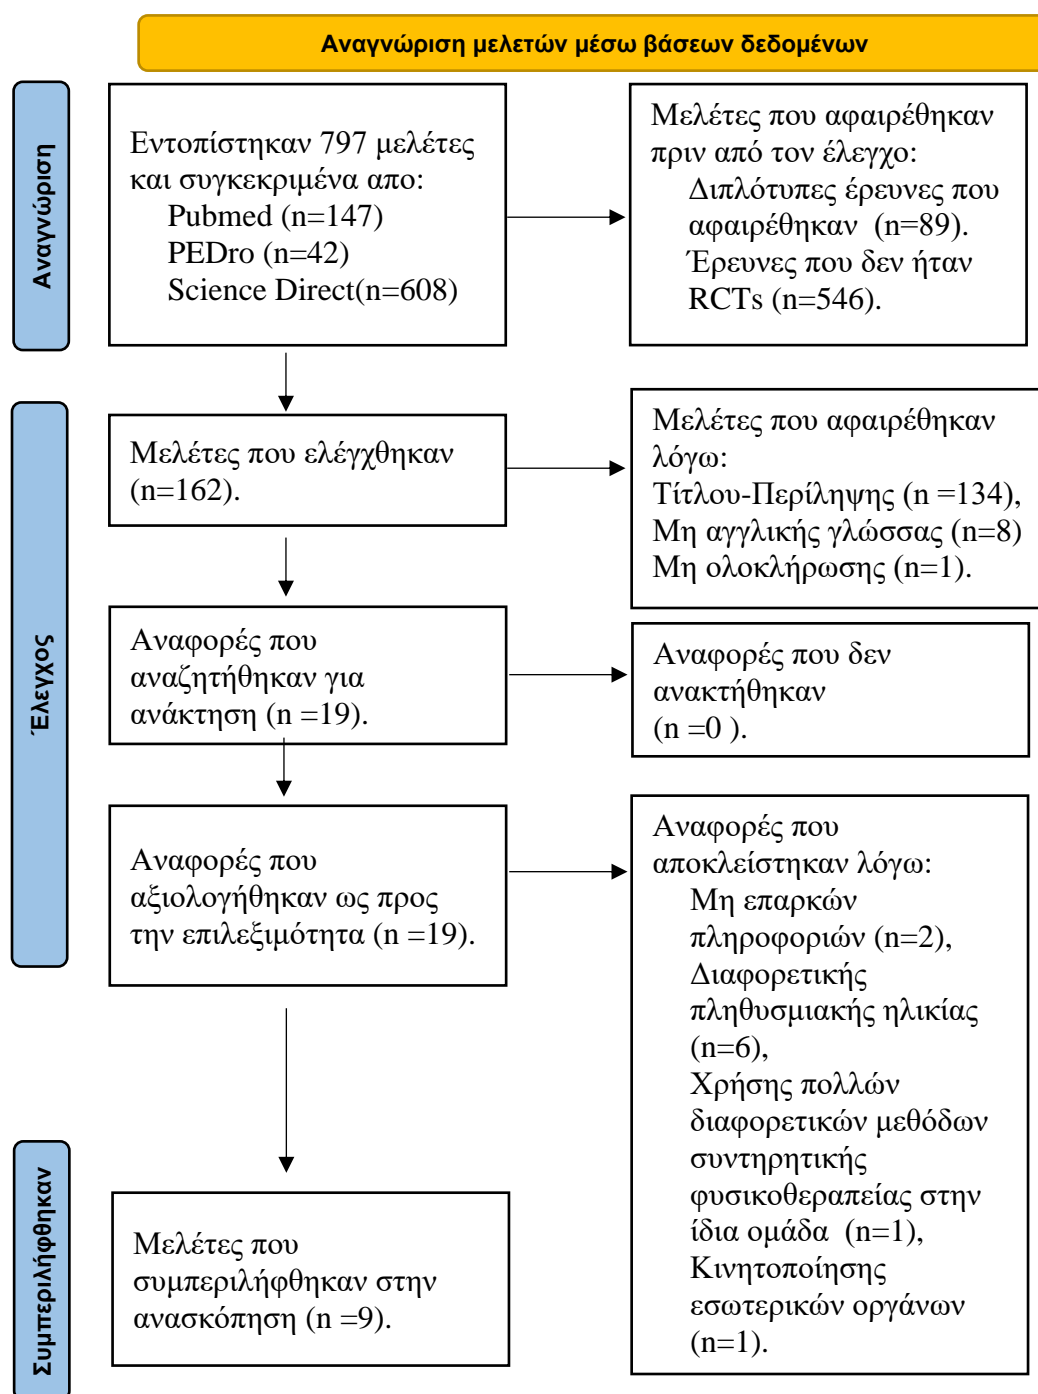 Αναγνώριση μελετών μέσω βάσεων δεδομένων
Αναγνώριση
Εντοπίστηκαν 797 μελέτες
και συγκεκριμένα απο:
Pubmed (n=147)
PEDro (n=42)
Science Direct(n=608)
Μελέτες που αφαιρέθηκαν
πριν από τον έλεγχο:
Διπλότυπες έρευνες που
αφαιρέθηκαν (n=89).
Έρευνες που δεν ήταν
RCTs (n=546).
Έλεγχος
Μελέτες που ελέγχθηκαν
(n=162).
Μελέτες που αφαιρέθηκαν
λόγω:
Τίτλου-Περίληψης (n =134),
Μη αγγλικής γλώσσας (n=8)
Μη ολοκλήρωσης (n=1).
Αναφορές που
αναζητήθηκαν για
ανάκτηση (n =19).
Αναφορές που δεν
ανακτήθηκαν
(n =0 ).
Αναφορές που
αξιολογήθηκαν ως προς
την επιλεξιμότητα (n =19).
Αναφορές που
αποκλείστηκαν λόγω:
Μη επαρκών
πληροφοριών (n=2),
Διαφορετικής
πληθυσμιακής ηλικίας
(n=6),
Χρήσης πολλών
διαφορετικών μεθόδων
συντηρητικής
φυσικοθεραπείας στην
ίδια ομάδα (n=1),
Κινητοποίησης
εσωτερικών οργάνων
(n=1).
Συμπεριλήφθηκαν
Μελέτες που
συμπεριλήφθηκαν στην
ανασκόπηση (n =9).